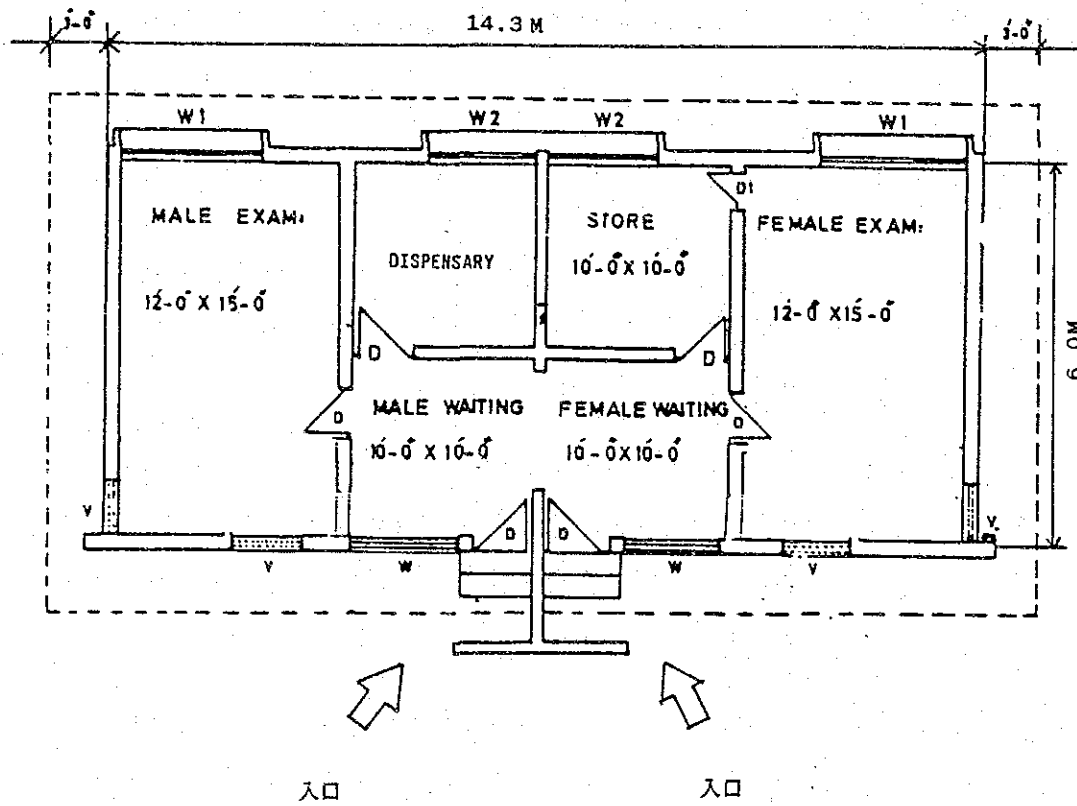 3'-0"
14.3 M
3'-0"
W1
W2
W2
W1
D1
MALE EXAM:
STORE
FEMALE EXAM:
DISPENSARY
10'-0" X 10'-0"
12'-0" X 15'-0"
12'-0" X 15'-0"
6.0M
D
D
MALE WAITING
FEMALE WAITING
D
D
10'-0" X 10'-0"
10'-0" X 10'-0"
V
V
D
D
V
W
W
V
入口
入口